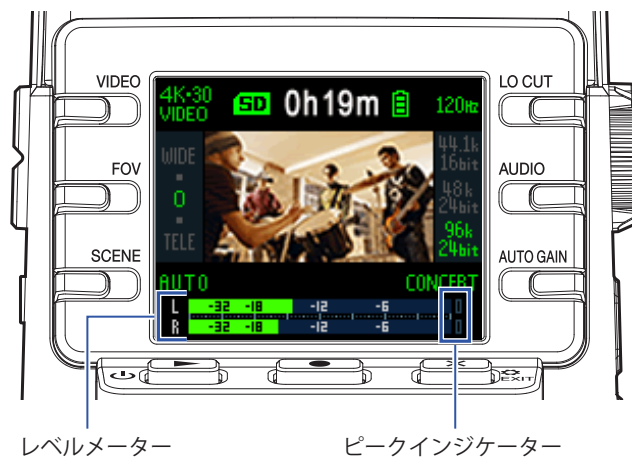 VIDEO
FOV
SCENE
4K•30
VIDEO
SD
0h19m
120Hz
WIDE
0
TELE
44.1k
16bit
48k
24bit
96k
24bit
AUTO
CONCERT
L -32 -18 -12 -6 0
R -32 -18 -12 -6 0
LO CUT
AUDIO
AUTO GAIN
EXIT
レベルメーター
ピークインジケーター